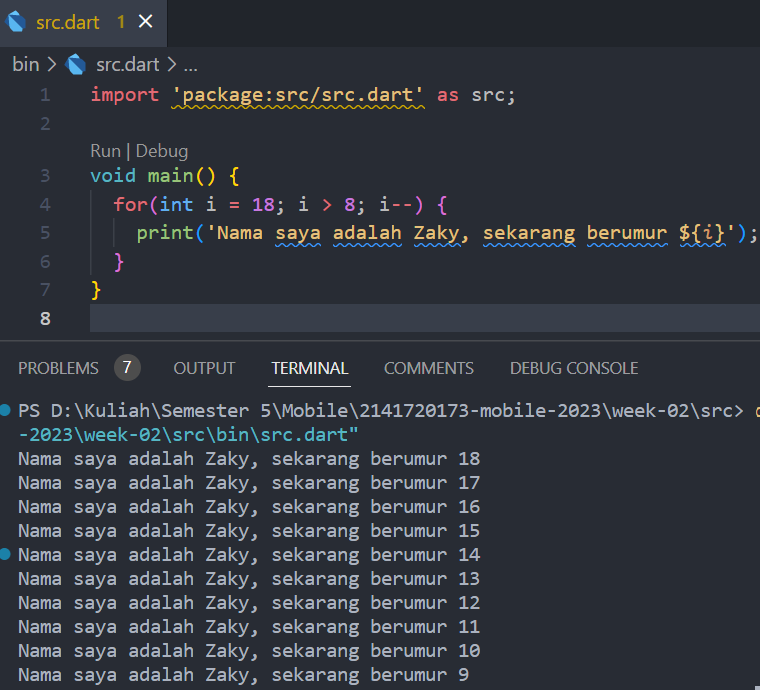 src.dart 1
bin > src.dart > ...
1 import 'package:src/src.dart' as src;
2
Run | Debug
3 void main() {
4 for(int i = 18; i > 8; i--) {
5 print('Nama saya adalah Zaky, sekarang berumur ${i}');
6 }
7 }
8
PROBLEMS 7 OUTPUT TERMINAL COMMENTS DEBUG CONSOLE
PS D:\Kuliah\Semester 5\Mobile\2141720173-mobile-2023\week-02\src>
-2023\week-02\src\bin\src.dart"
Nama saya adalah Zaky, sekarang berumur 18
Nama saya adalah Zaky, sekarang berumur 17
Nama saya adalah Zaky, sekarang berumur 16
Nama saya adalah Zaky, sekarang berumur 15
Nama saya adalah Zaky, sekarang berumur 14
Nama saya adalah Zaky, sekarang berumur 13
Nama saya adalah Zaky, sekarang berumur 12
Nama saya adalah Zaky, sekarang berumur 11
Nama saya adalah Zaky, sekarang berumur 10
Nama saya adalah Zaky, sekarang berumur 9